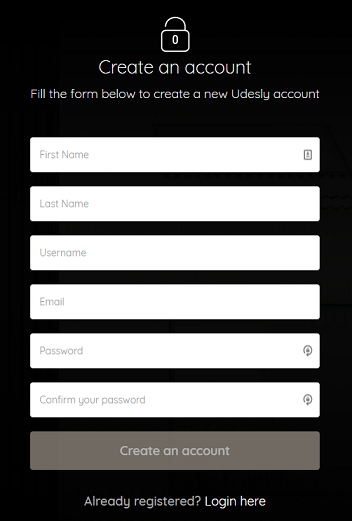 0
Create an account
Fill the form below to create a new Udesly account
First Name
Last Name
Username
Email
Password
Confirm your password
Create an account
Already registered? Login here